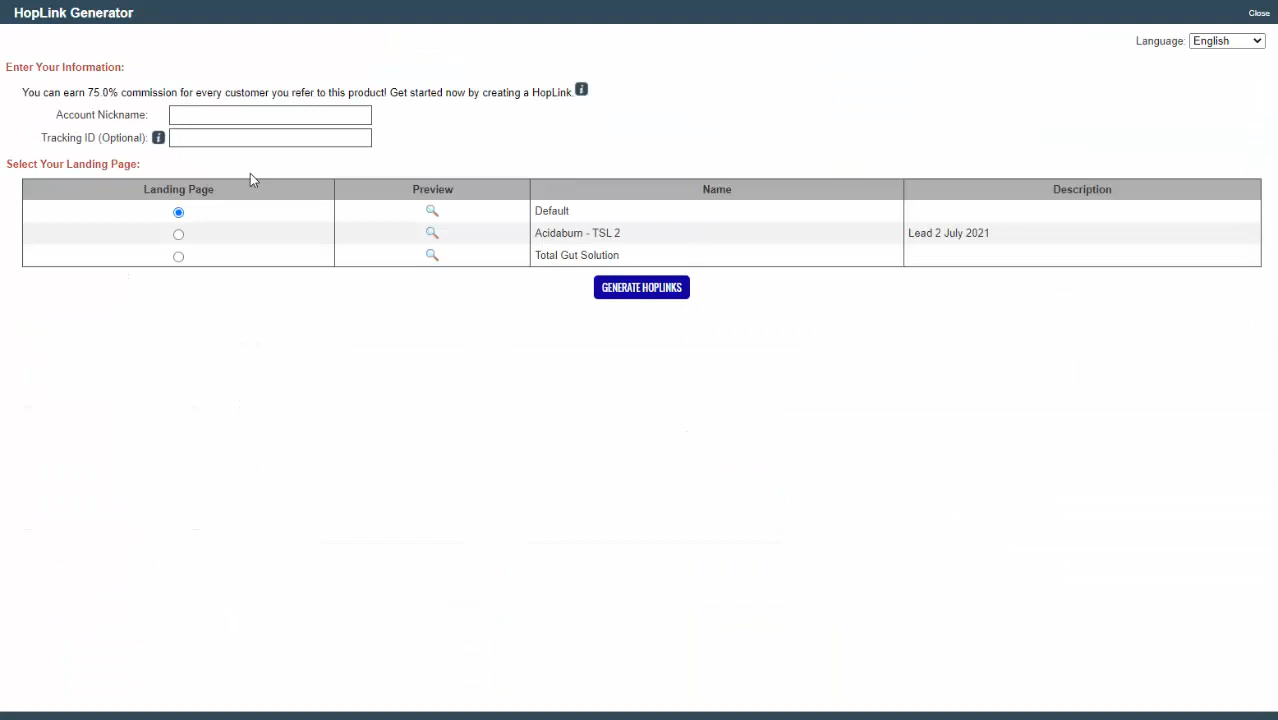 HopLink Generator
Close
Language: English
Enter Your Information:
You can earn 75.0% commission for every customer you refer to this product! Get started now by creating a HopLink.
Account Nickname:
Tracking ID (Optional):
Select Your Landing Page:
Landing Page Preview Name Description
Default
Acidaburn - TSL 2 Lead 2 July 2021
Total Gut Solution
GENERATE HOPLINKS